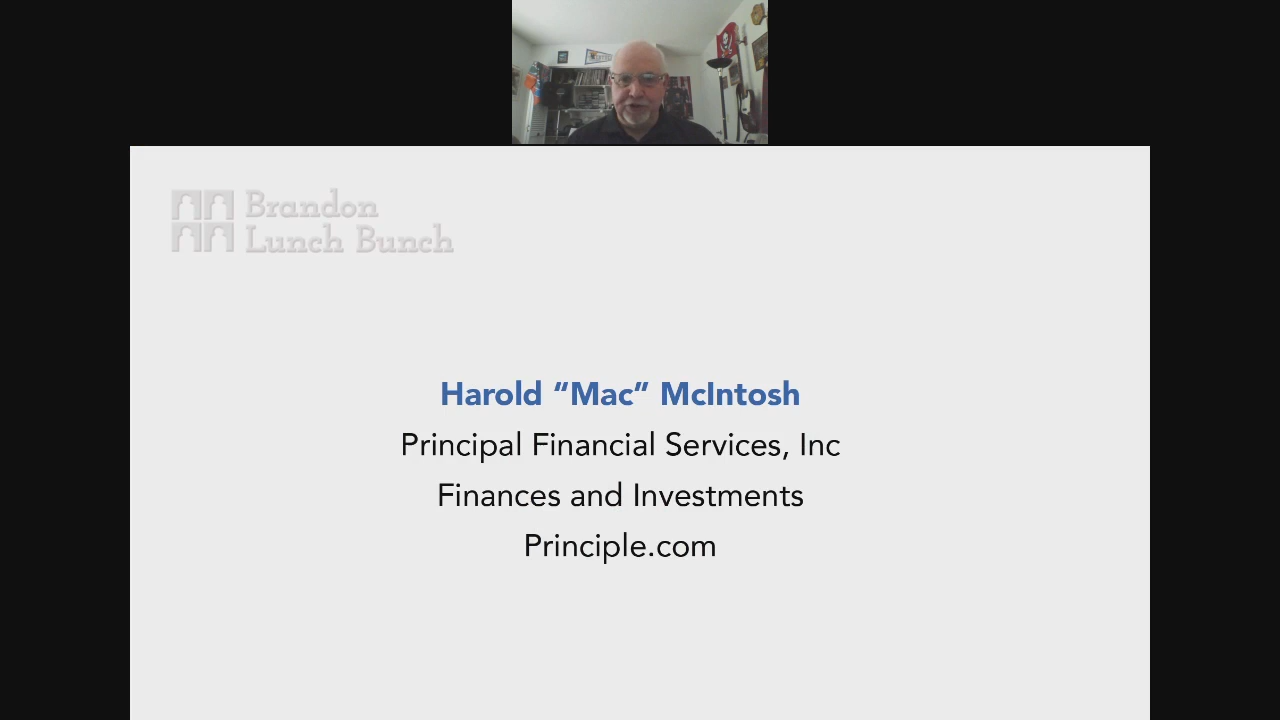 Brandon
Lunch Bunch
Harold “Mac” McIntosh
Principal Financial Services, Inc
Finances and Investments
Principle.com